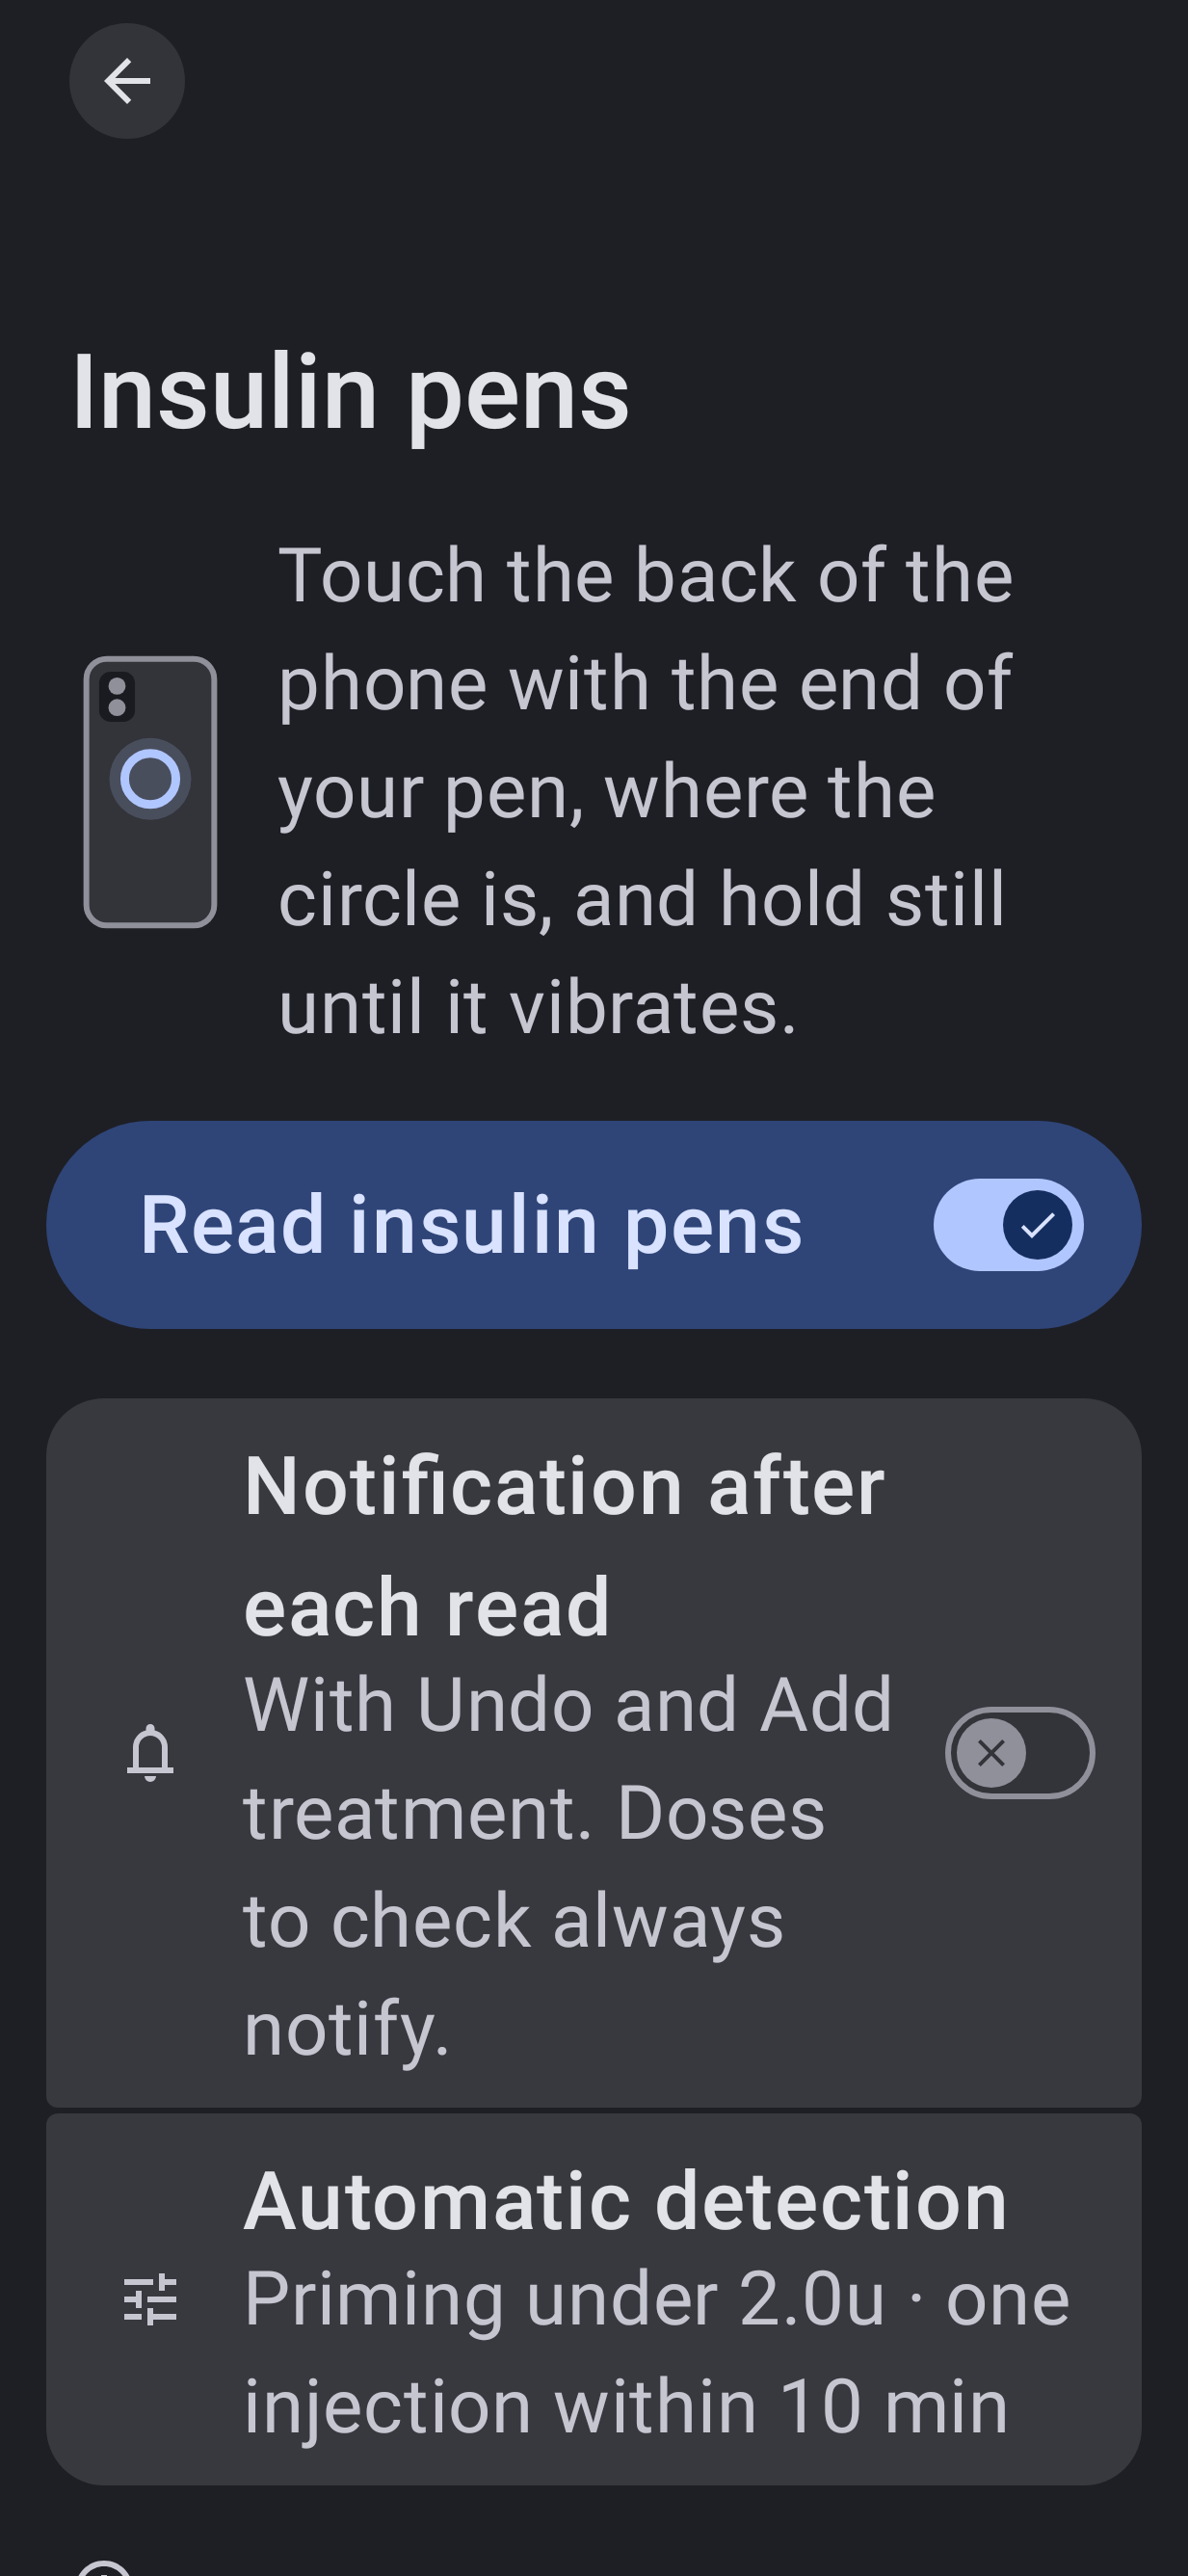 Insulin pens
Touch the back of the
phone with the end of
your pen, where the
circle is, and hold still
until it vibrates.
Read insulin pens
Notification after
each read
With Undo and Add
treatment. Doses
to check always
notify.
Automatic detection
Priming under 2.0u · one
injection within 10 min